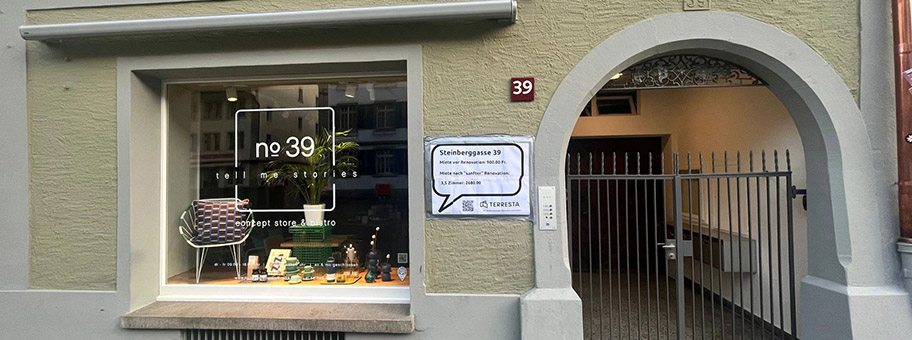 39
39
nº 39
tell me stories
concept store & bistro
Steinberggasse 39
Miete vor Renovation: 900.00 Fr.
Miete nach "sanfter" Renovation:
3,5 Zimmer: 2680.00
TERRESTA